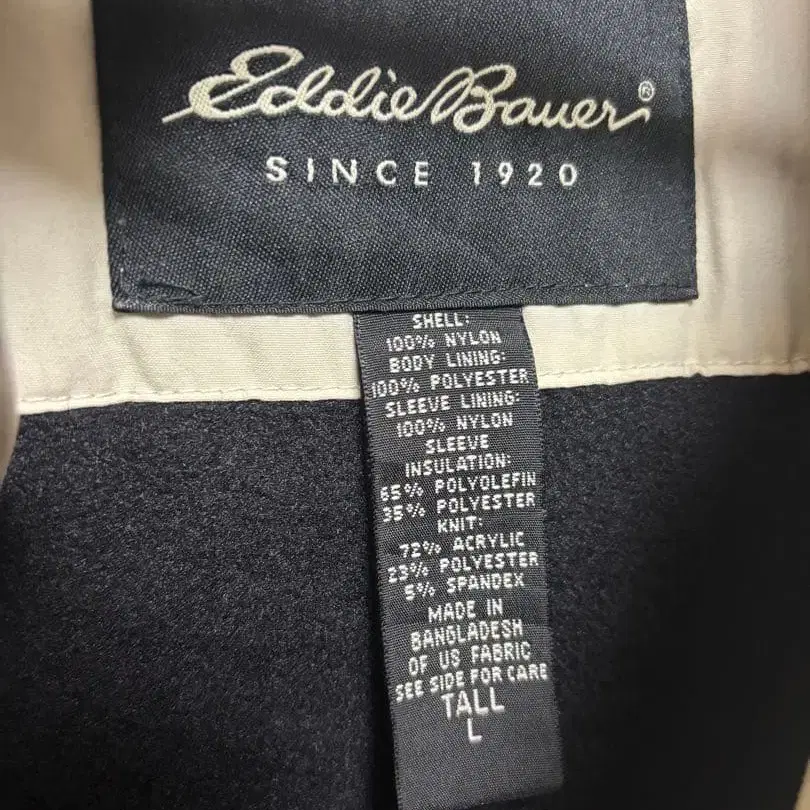 Eddie Bauer®
SINCE 1920
SHELL:
100% NYLON
BODY LINING:
100% POLYESTER
SLEEVE LINING:
100% NYLON
SLEEVE
INSULATION:
65% POLYOLEFIN
35% POLYESTER
KNIT:
72% ACRYLIC
23% POLYESTER
5% SPANDEX
MADE IN
BANGLADESH
OF US FABRIC
SEE SIDE FOR CARE
TALL
L